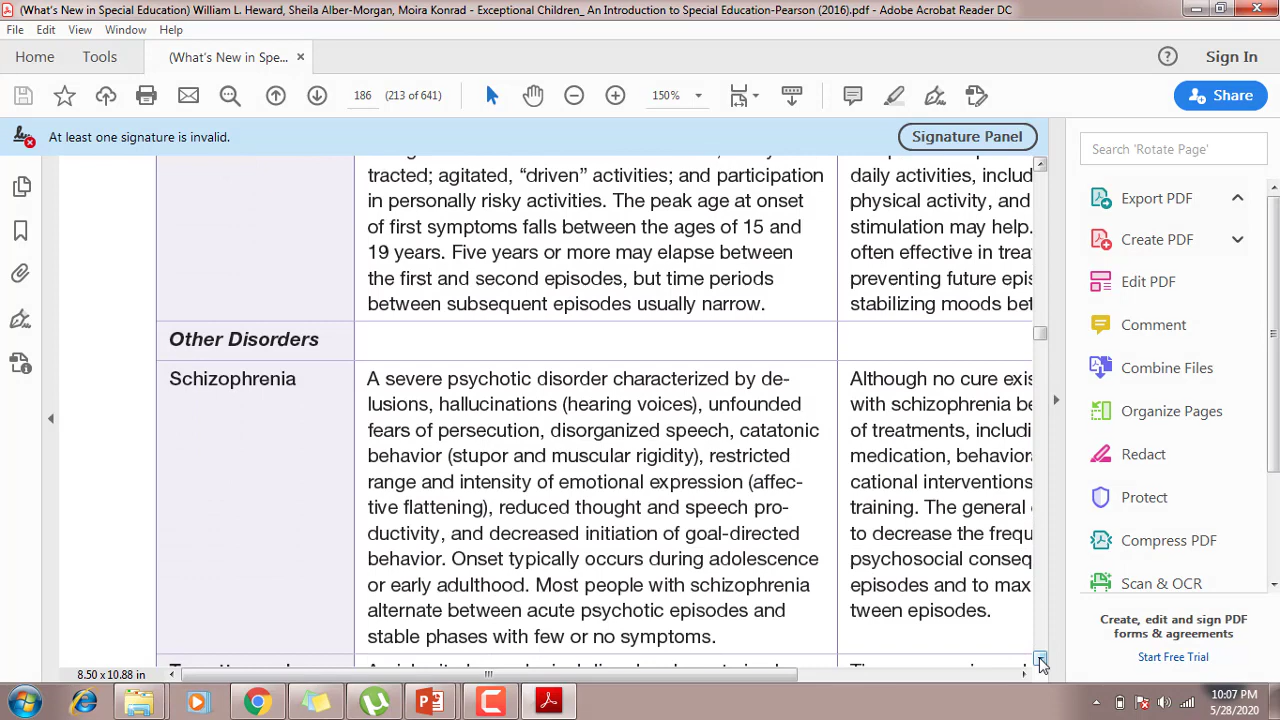 (What's New in Special Education) William L. Heward, Sheila Alber-Morgan, Moira Konrad - Exceptional Children_ An Introduction to Special Education-Pearson (2016).pdf - Adobe Acrobat Reader DC
File Edit View Window Help
Home Tools (What's New in Spe... × ? Sign In
186 (213 of 641) 150% Share
At least one signature is invalid. Signature Panel
Search 'Rotate Page'
Export PDF
Create PDF
Edit PDF
Comment
Combine Files
Organize Pages
Redact
Protect
Compress PDF
Scan & OCR
Create, edit and sign PDF
forms & agreements
Start Free Trial
tracted; agitated, “driven” activities; and participation
in personally risky activities. The peak age at onset
of first symptoms falls between the ages of 15 and
19 years. Five years or more may elapse between
the first and second episodes, but time periods
between subsequent episodes usually narrow.
daily activities, includ
physical activity, and
stimulation may help.
often effective in trea
preventing future epis
stabilizing moods bet
Other Disorders
Schizophrenia
A severe psychotic disorder characterized by de-
lusions, hallucinations (hearing voices), unfounded
fears of persecution, disorganized speech, catatonic
behavior (stupor and muscular rigidity), restricted
range and intensity of emotional expression (affec-
tive flattening), reduced thought and speech pro-
ductivity, and decreased initiation of goal-directed
behavior. Onset typically occurs during adolescence
or early adulthood. Most people with schizophrenia
alternate between acute psychotic episodes and
stable phases with few or no symptoms.
Although no cure exis
with schizophrenia be
of treatments, includi
medication, behavior
cational interventions
training. The general
to decrease the frequ
psychosocial conseq
episodes and to max
tween episodes.
8.50 x 10.88 in
10:07 PM
5/28/2020